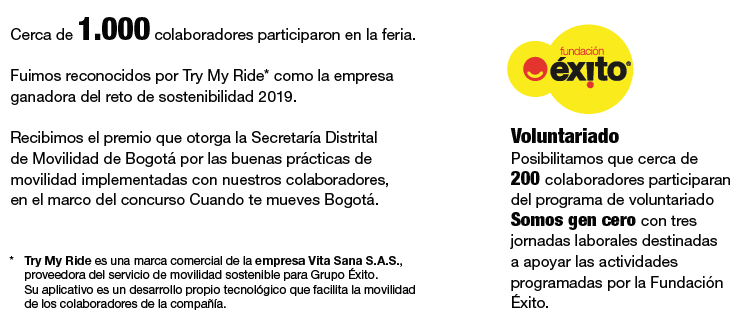 Cerca de 1.000 colaboradores participaron en la feria.
Fuimos reconocidos por Try My Ride* como la empresa
ganadora del reto de sostenibilidad 2019.
Recibimos el premio que otorga la Secretaría Distrital
de Movilidad de Bogotá por las buenas prácticas de
movilidad implementadas con nuestros colaboradores,
en el marco del concurso Cuando te mueves Bogotá.
* Try My Ride es una marca comercial de la empresa Vita Sana S.A.S.,
proveedora del servicio de movilidad sostenible para Grupo Éxito.
Su aplicativo es un desarrollo propio tecnológico que facilita la movilidad
de los colaboradores de la compañía.
fundación
éxito®
Voluntariado
Posibilitamos que cerca de
200 colaboradores participaran
del programa de voluntariado
Somos gen cero con tres
jornadas laborales destinadas
a apoyar las actividades
programadas por la Fundación
Éxito.